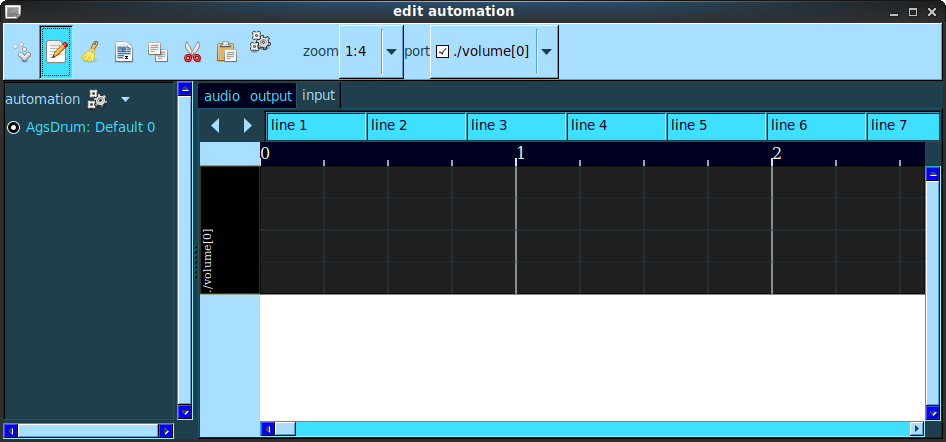 edit automation
zoom 1:4 port ./volume[0]
automation
AgsDrum: Default 0
audio output input
line 1 line 2 line 3 line 4 line 5 line 6 line 7
0 1 2
./volume[0]